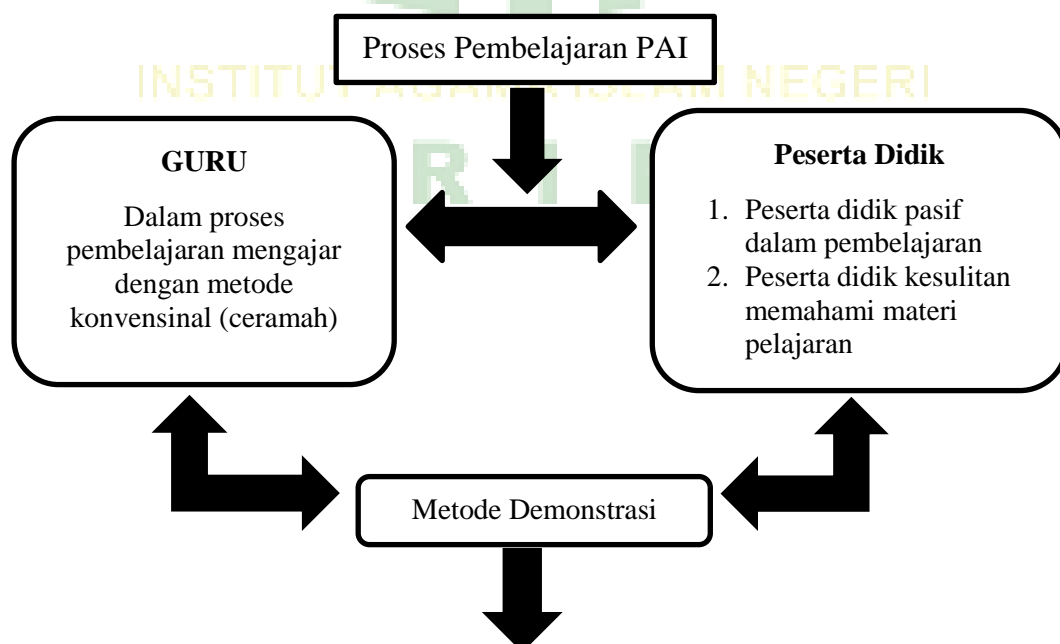 Proses Pembelajaran PAI
INSTITUT AGAMA ISLAM NEGERI
GURU
Dalam proses
pembelajaran mengajar
dengan metode
konvensinal (ceramah)
Peserta Didik
1. Peserta didik pasif
dalam pembelajaran
2. Peserta didik kesulitan
memahami materi
pelajaran
Metode Demonstrasi